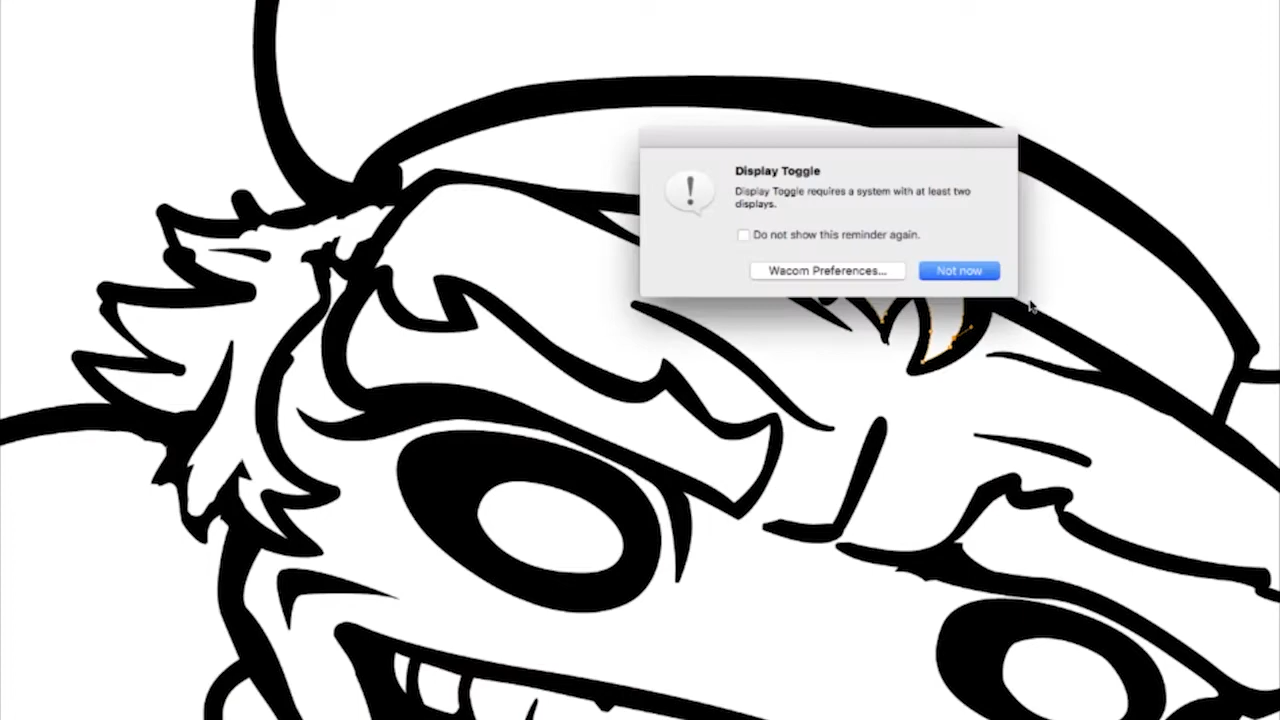 Display Toggle
Display Toggle requires a system with at least two
displays.
Do not show this reminder again.
Wacom Preferences...
Not now